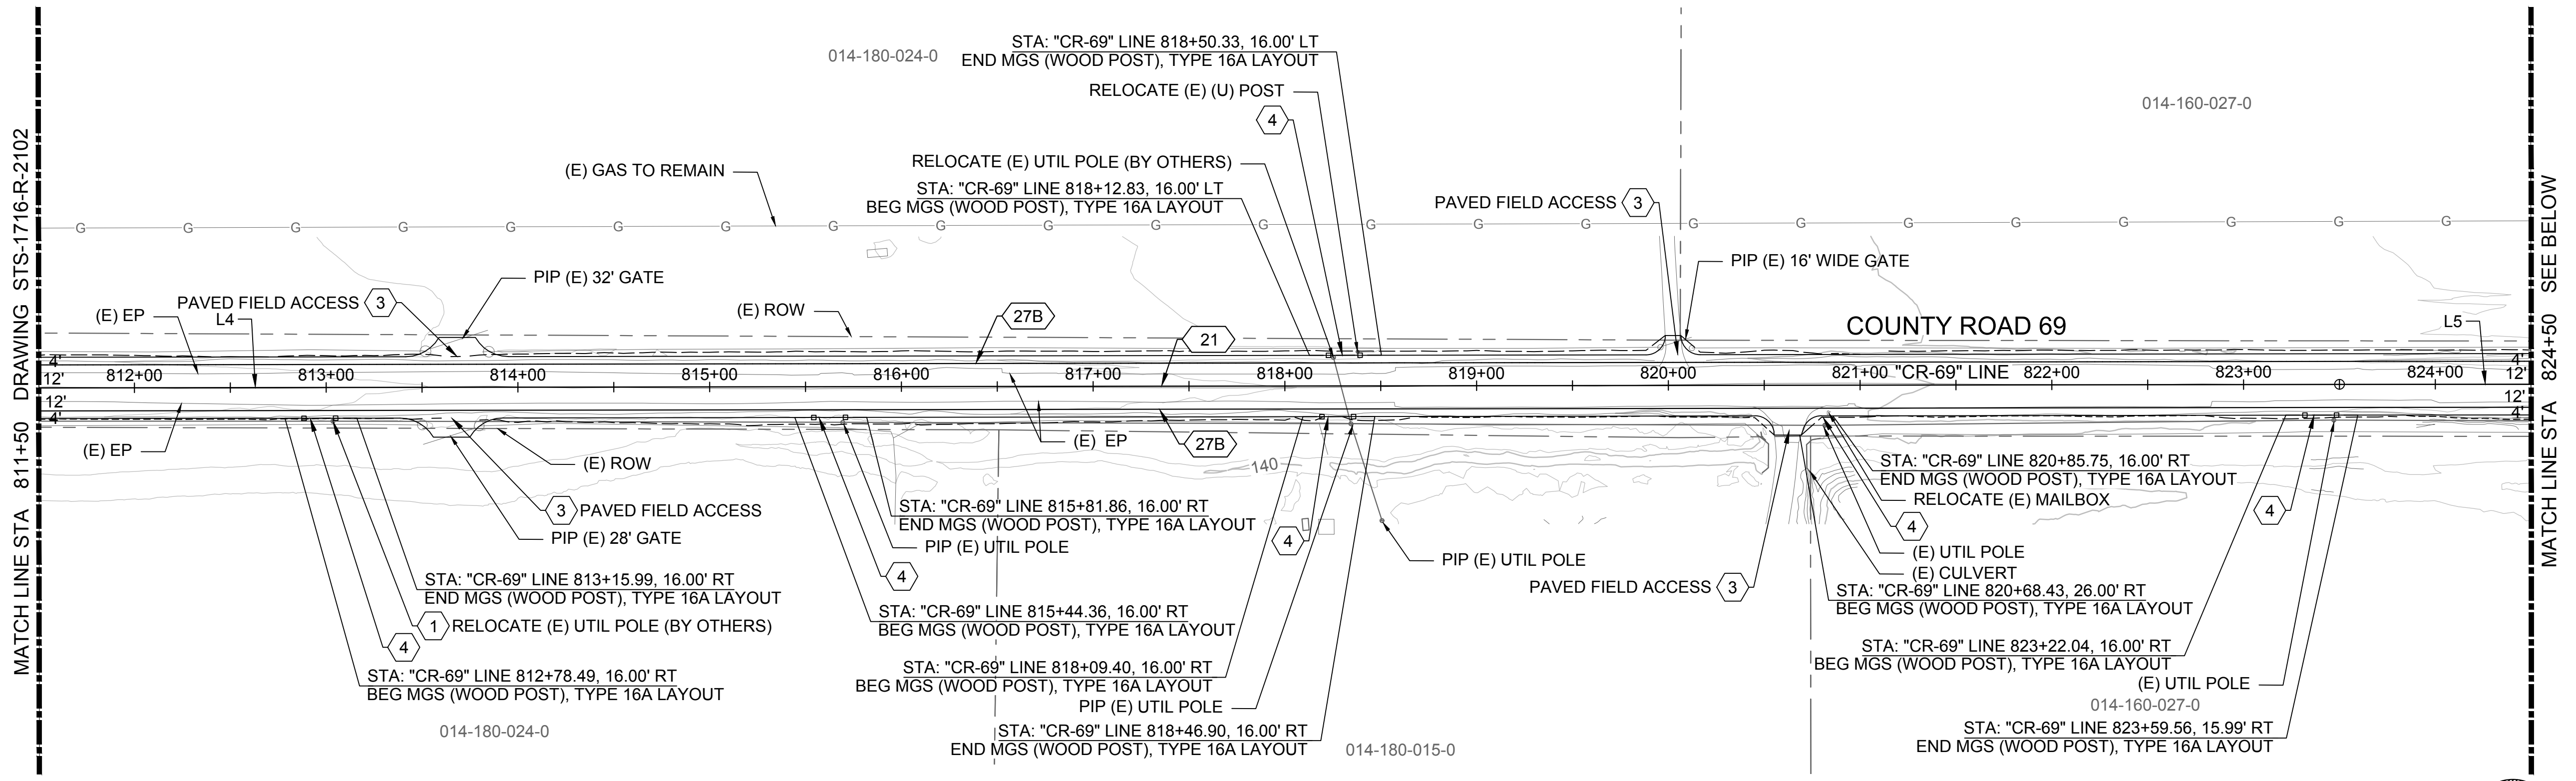 MATCH LINE STA 811+50 DRAWING STS-1716-R-2102
014-180-024-0
STA: "CR-69" LINE 818+50.33, 16.00' LT
END MGS (WOOD POST), TYPE 16A LAYOUT
RELOCATE (E) (U) POST
4
014-160-027-0
RELOCATE (E) UTIL POLE (BY OTHERS)
(E) GAS TO REMAIN
STA: "CR-69" LINE 818+12.83, 16.00' LT
BEG MGS (WOOD POST), TYPE 16A LAYOUT
PAVED FIELD ACCESS 3
G G G G G G G G G G G G G G G G G G G G G G G
PIP (E) 32' GATE
PIP (E) 16' WIDE GATE
PAVED FIELD ACCESS 3
(E) EP
L4
(E) ROW
27B
21
COUNTY ROAD 69
L5
4'
4'
12'
812+00 813+00 814+00 815+00 816+00 817+00 818+00 819+00 820+00 821+00 "CR-69" LINE 822+00 823+00 824+00
12'
12'
12'
4'
4'
(E) EP
(E) ROW
(E) EP
27B
140
3 PAVED FIELD ACCESS
PIP (E) 28' GATE
STA: "CR-69" LINE 815+81.86, 16.00' RT
END MGS (WOOD POST), TYPE 16A LAYOUT
PIP (E) UTIL POLE
4
4
PIP (E) UTIL POLE
STA: "CR-69" LINE 820+85.75, 16.00' RT
END MGS (WOOD POST), TYPE 16A LAYOUT
RELOCATE (E) MAILBOX
4
4
(E) UTIL POLE
(E) CULVERT
PAVED FIELD ACCESS 3
STA: "CR-69" LINE 820+68.43, 26.00' RT
BEG MGS (WOOD POST), TYPE 16A LAYOUT
STA: "CR-69" LINE 813+15.99, 16.00' RT
END MGS (WOOD POST), TYPE 16A LAYOUT
1 RELOCATE (E) UTIL POLE (BY OTHERS)
4
STA: "CR-69" LINE 812+78.49, 16.00' RT
BEG MGS (WOOD POST), TYPE 16A LAYOUT
STA: "CR-69" LINE 815+44.36, 16.00' RT
BEG MGS (WOOD POST), TYPE 16A LAYOUT
STA: "CR-69" LINE 818+09.40, 16.00' RT
BEG MGS (WOOD POST), TYPE 16A LAYOUT
PIP (E) UTIL POLE
STA: "CR-69" LINE 818+46.90, 16.00' RT
END MGS (WOOD POST), TYPE 16A LAYOUT
STA: "CR-69" LINE 823+22.04, 16.00' RT
BEG MGS (WOOD POST), TYPE 16A LAYOUT
(E) UTIL POLE
014-160-027-0
STA: "CR-69" LINE 823+59.56, 15.99' RT
END MGS (WOOD POST), TYPE 16A LAYOUT
014-180-024-0
014-180-015-0
MATCH LINE STA 824+50 SEE BELOW